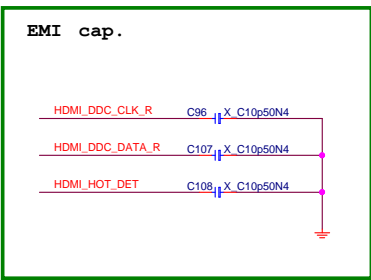 EMI cap.
HDMI_DDC_CLK_R C96 X_C10p50N4
HDMI_DDC_DATA_R C107 X_C10p50N4
HDMI_HOT_DET C108 X_C10p50N4